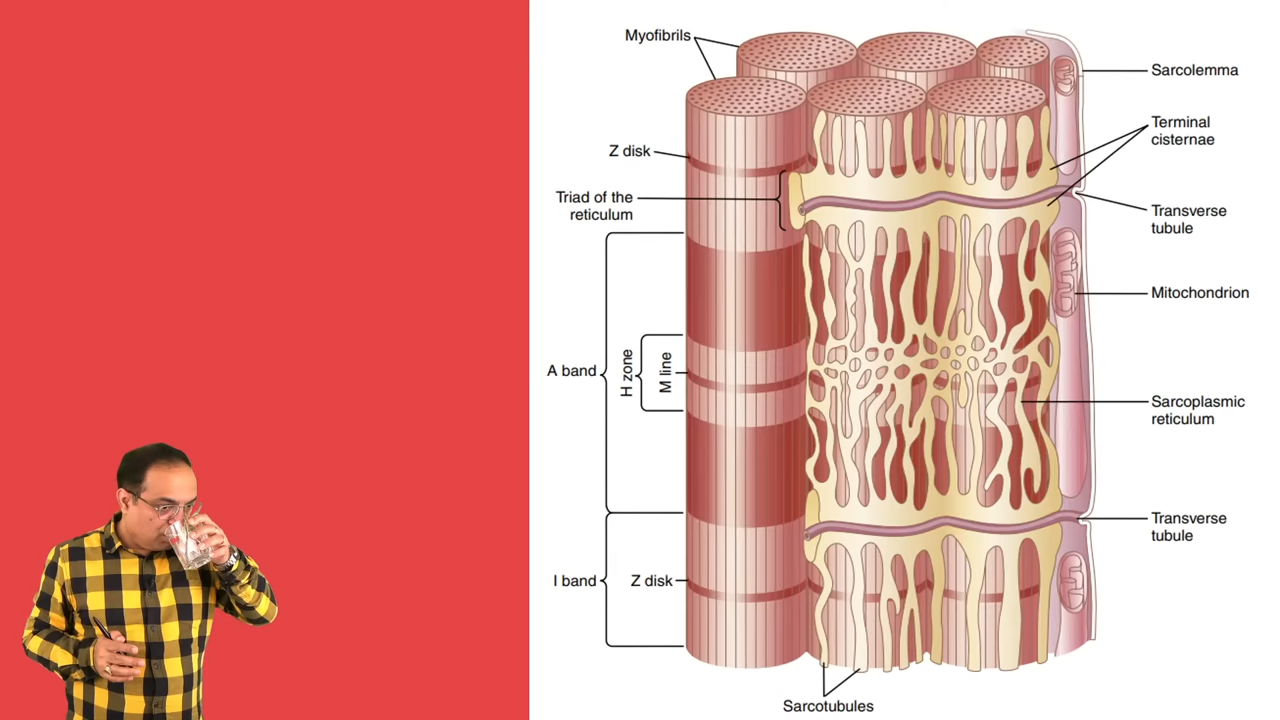 Myofibrils
Sarcolemma
Terminal
cisternae
Z disk
Triad of the
reticulum
Transverse
tubule
Mitochondrion
A band
H zone
M line
Sarcoplasmic
reticulum
Transverse
tubule
I band
Z disk
Sarcotubules